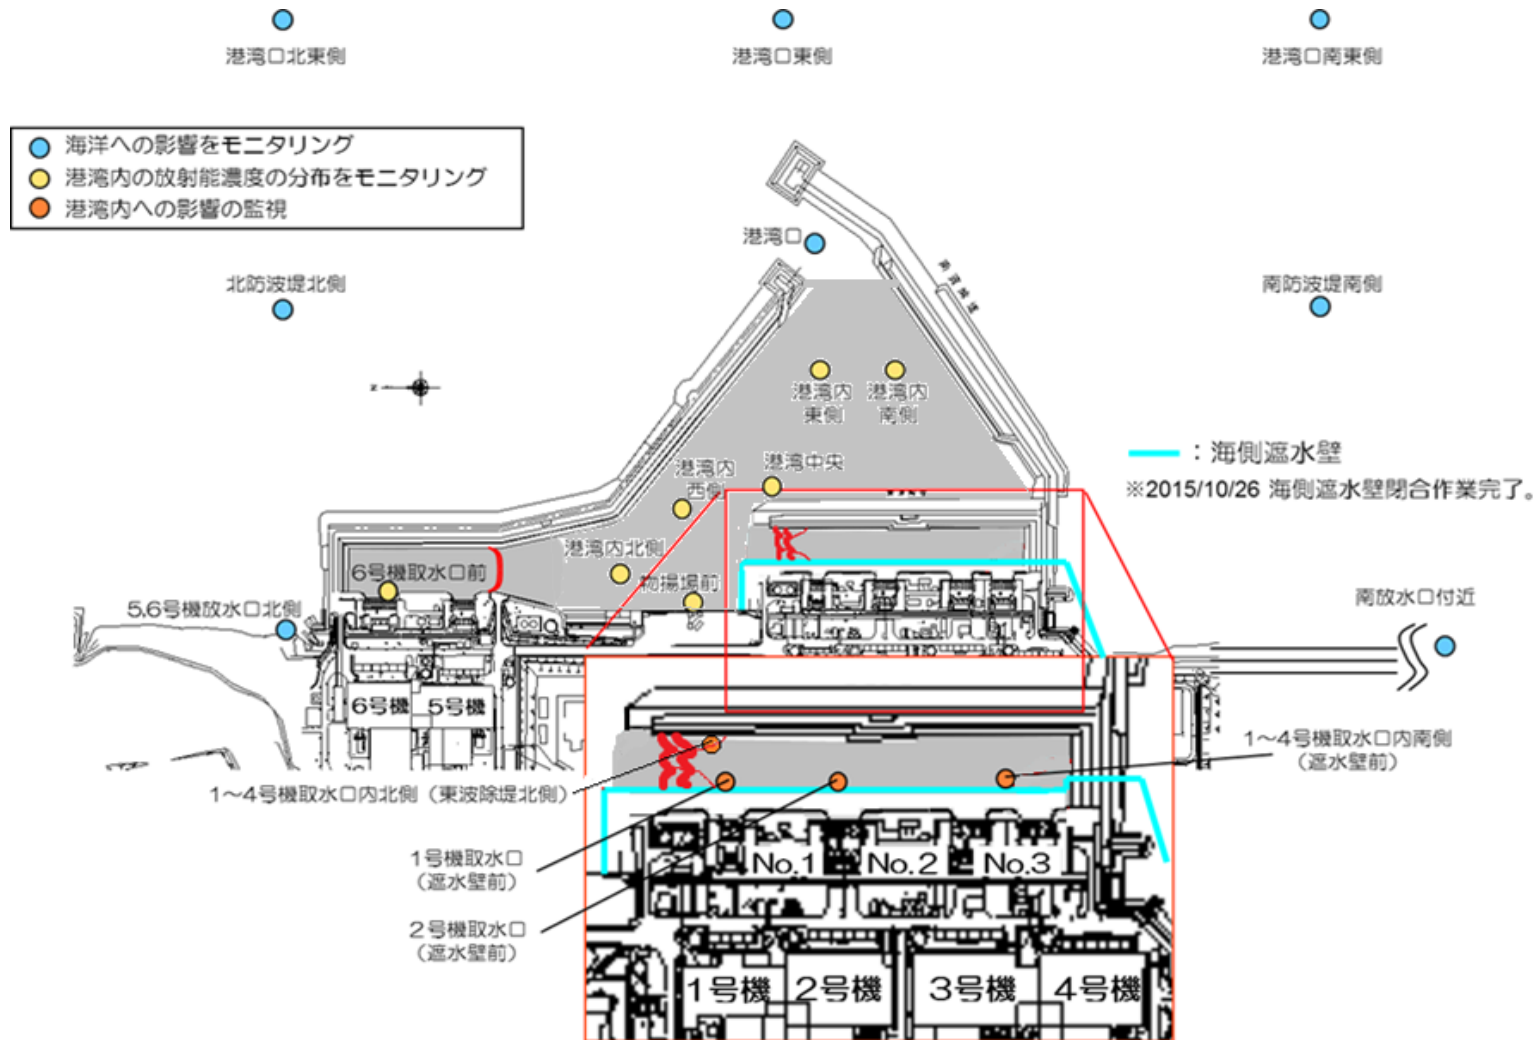 港湾口北東側
港湾口東側
港湾口南東側
海洋への影響をモニタリング
港湾内の放射能濃度の分布をモニタリング
港湾内への影響の監視
港湾口
北防波堤北側
南防波堤南側
N
港湾内
東側
港湾内
南側
：海側遮水壁
※2015/10/26 海側遮水壁閉合作業完了。
港湾内
西側
港湾中央
港湾内北側
物揚場前
6号機取水口前
5,6号機放水口北側
南放水口付近
6号機
5号機
1〜4号機取水口内南側
（遮水壁前）
1〜4号機取水口内北側（東波除堤北側）
1号機取水口
（遮水壁前）
2号機取水口
（遮水壁前）
No.1
No.2
No.3
1号機
2号機
3号機
4号機